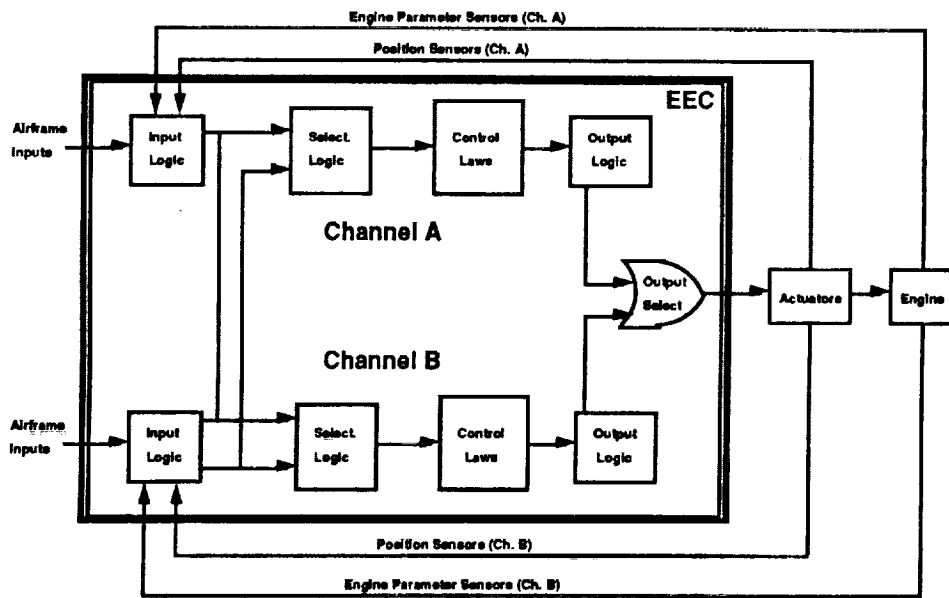 Engine Parameter Sensors (Ch. A)
Position Sensors (Ch. A)
EEC
Airframe
Inputs
Input
Logic
Select.
Logic
Control
Laws
Output
Logic
Channel A
Output
Select
Actuators
Engine
Channel B
Airframe
Inputs
Input
Logic
Select.
Logic
Control
Laws
Output
Logic
Position Sensors (Ch. B)
Engine Parameter Sensors (Ch. B)